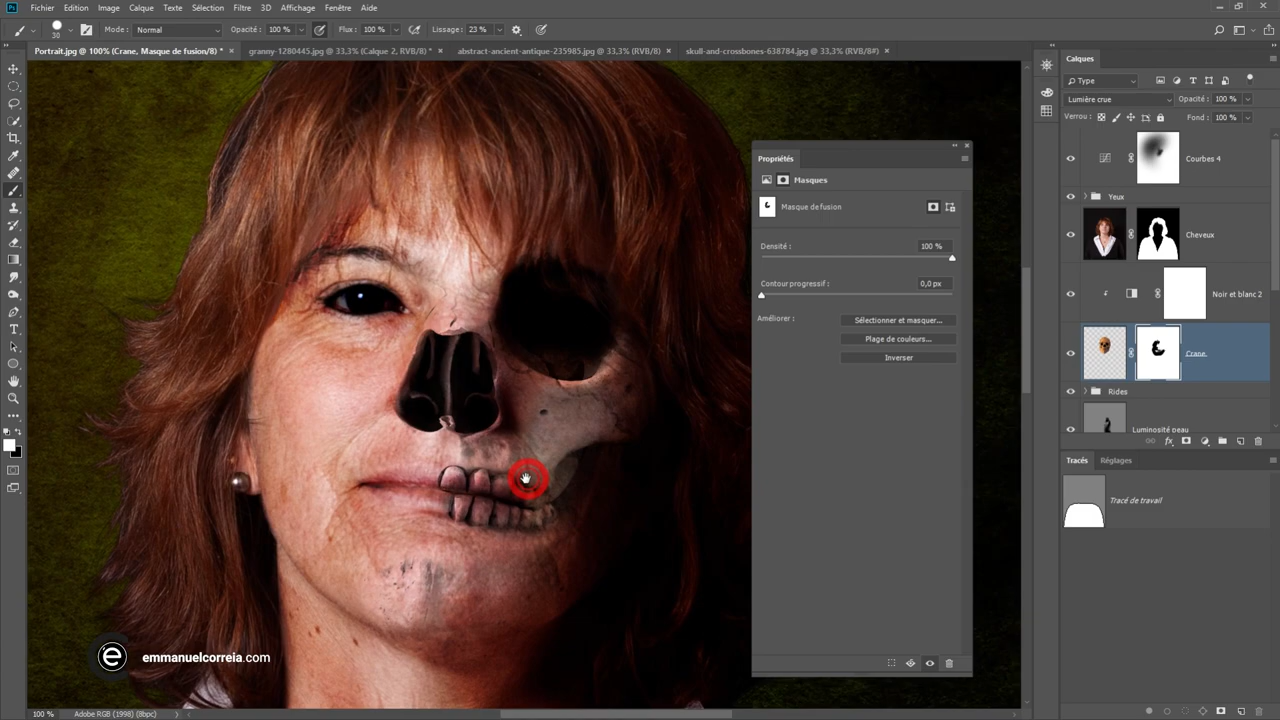 Ps Fichier Edition Image Calque Texte Sélection Filtre 3D Affichage Fenêtre Aide
30 Mode : Normal Opacité : 100 % Flux : 100 % Lissage : 23 %
Portrait.jpg @ 100% (Crane, Masque de fusion/8) * × granny-1280445.jpg @ 33,3% (Calque 2, RVB/8) * × abstract-ancient-antique-235985.jpg @ 33,3% (RVB/8) × skull-and-crossbones-638784.jpg @ 33,3% (RVB/8#) ×
Propriétés
Masques
Masque de fusion
Densité : 100 %
Contour progressif : 0,0 px
Améliorer : Sélectionner et masquer...
Plage de couleurs...
Inverser
Calques
Type
Lumière crue Opacité : 100 %
Verrou : Fond : 100 %
Courbes 4
Yeux
Cheveux
Noir et blanc 2
Crane
Rides
Luminosité peau
Tracés Réglages
Tracé de travail
e emmanuelcorreia.com
100 % Adobe RGB (1998) (8bpc)